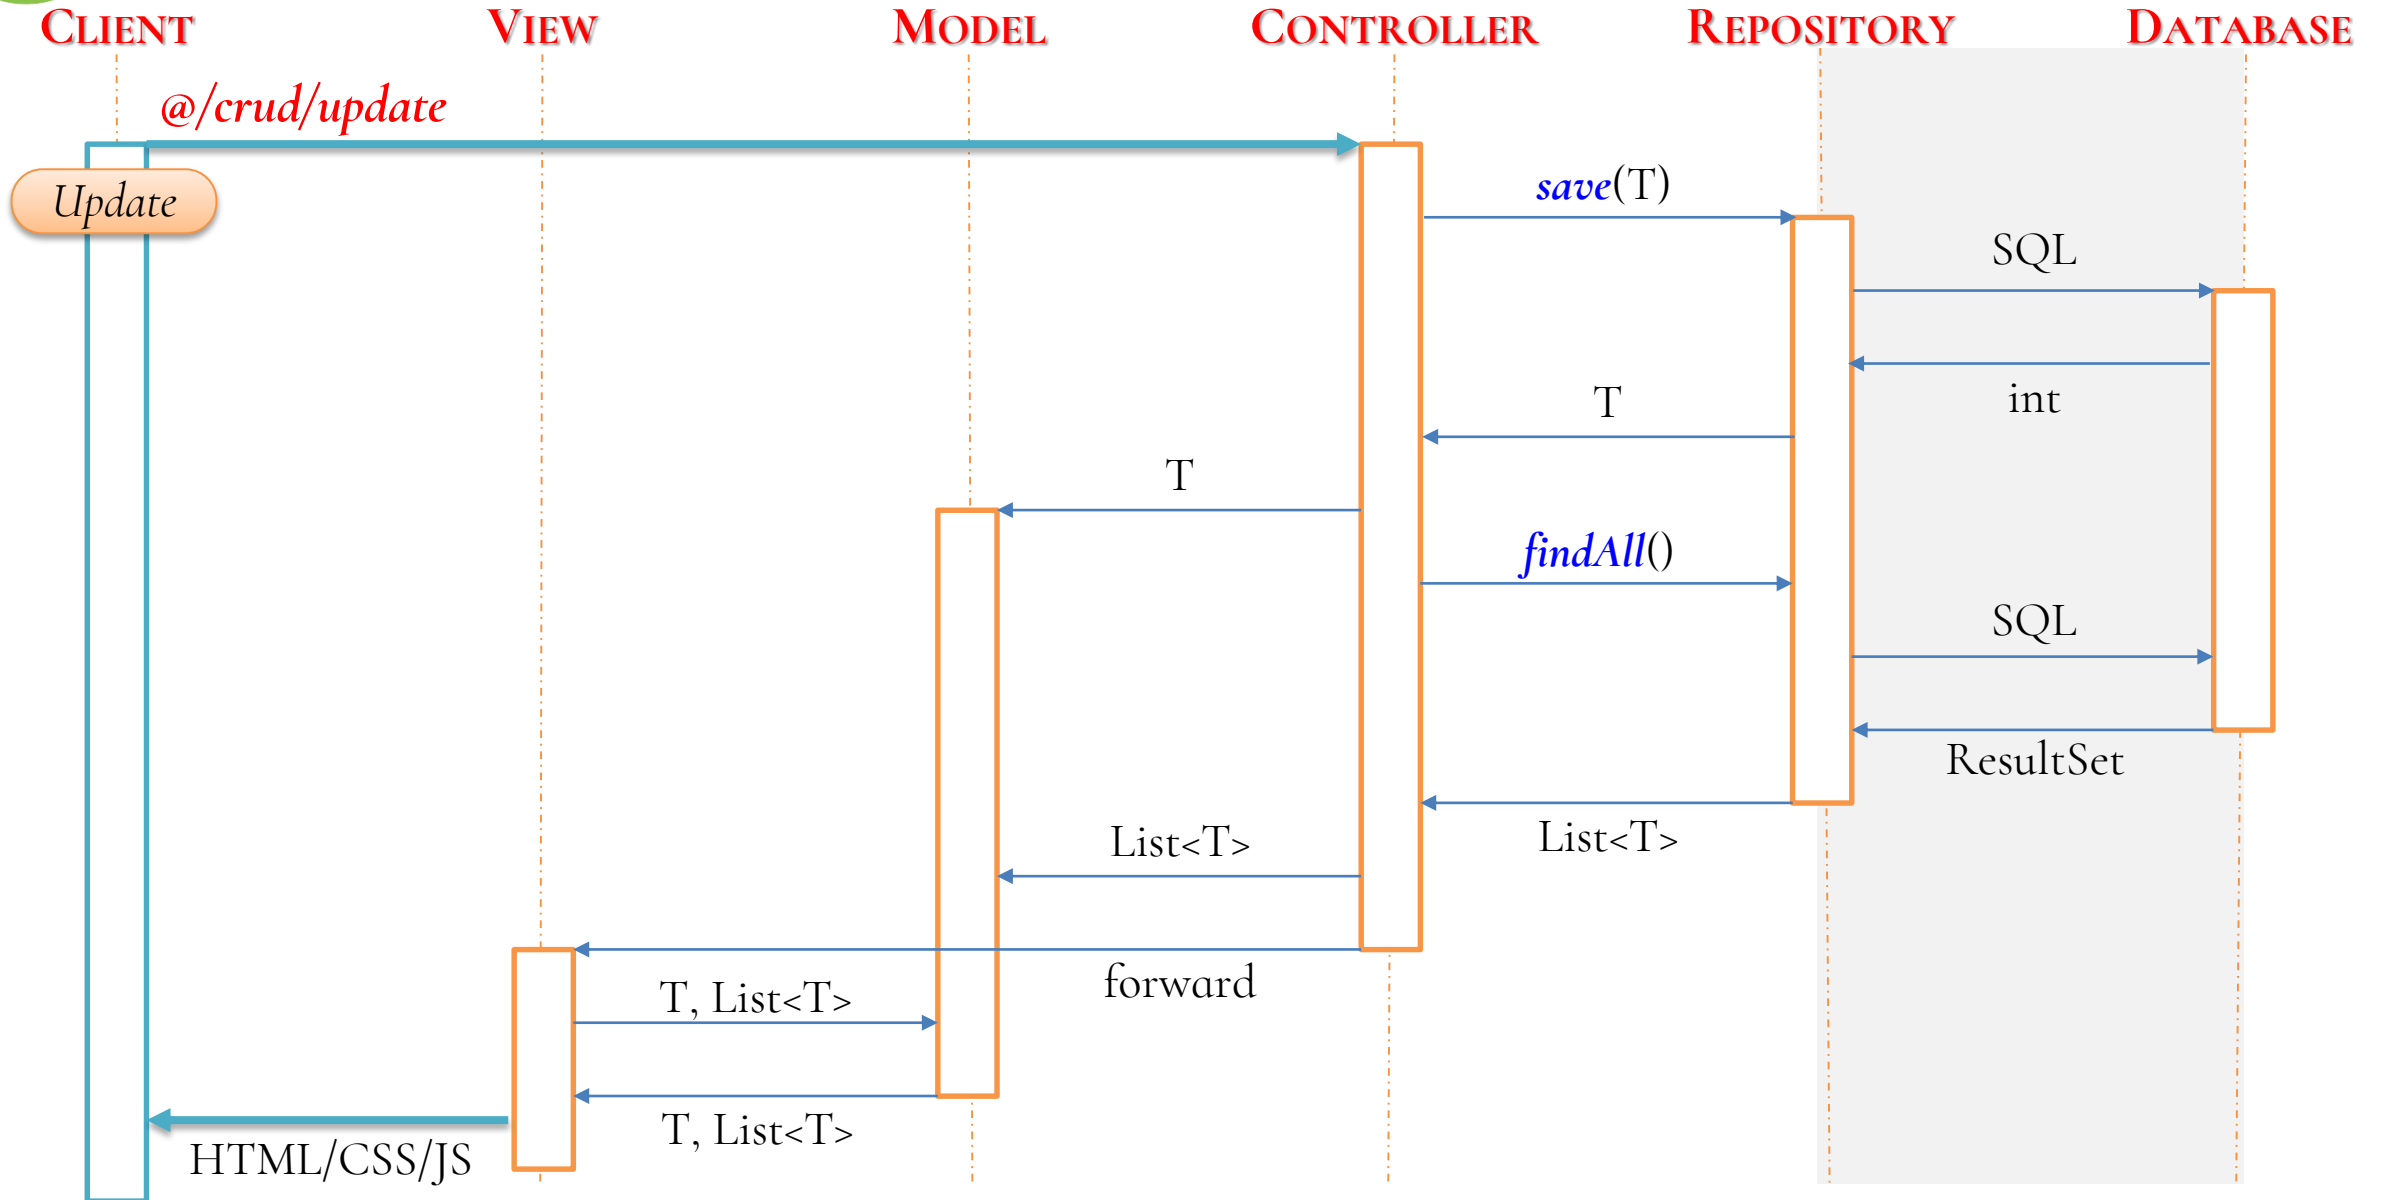 CLIENT VIEW MODEL CONTROLLER REPOSITORY DATABASE
@/crud/update
save(T)
Update
SQL
int
T
T
findAll()
SQL
ResultSet
List<T>
List<T>
forward
T, List<T>
T, List<T>
HTML/CSS/JS